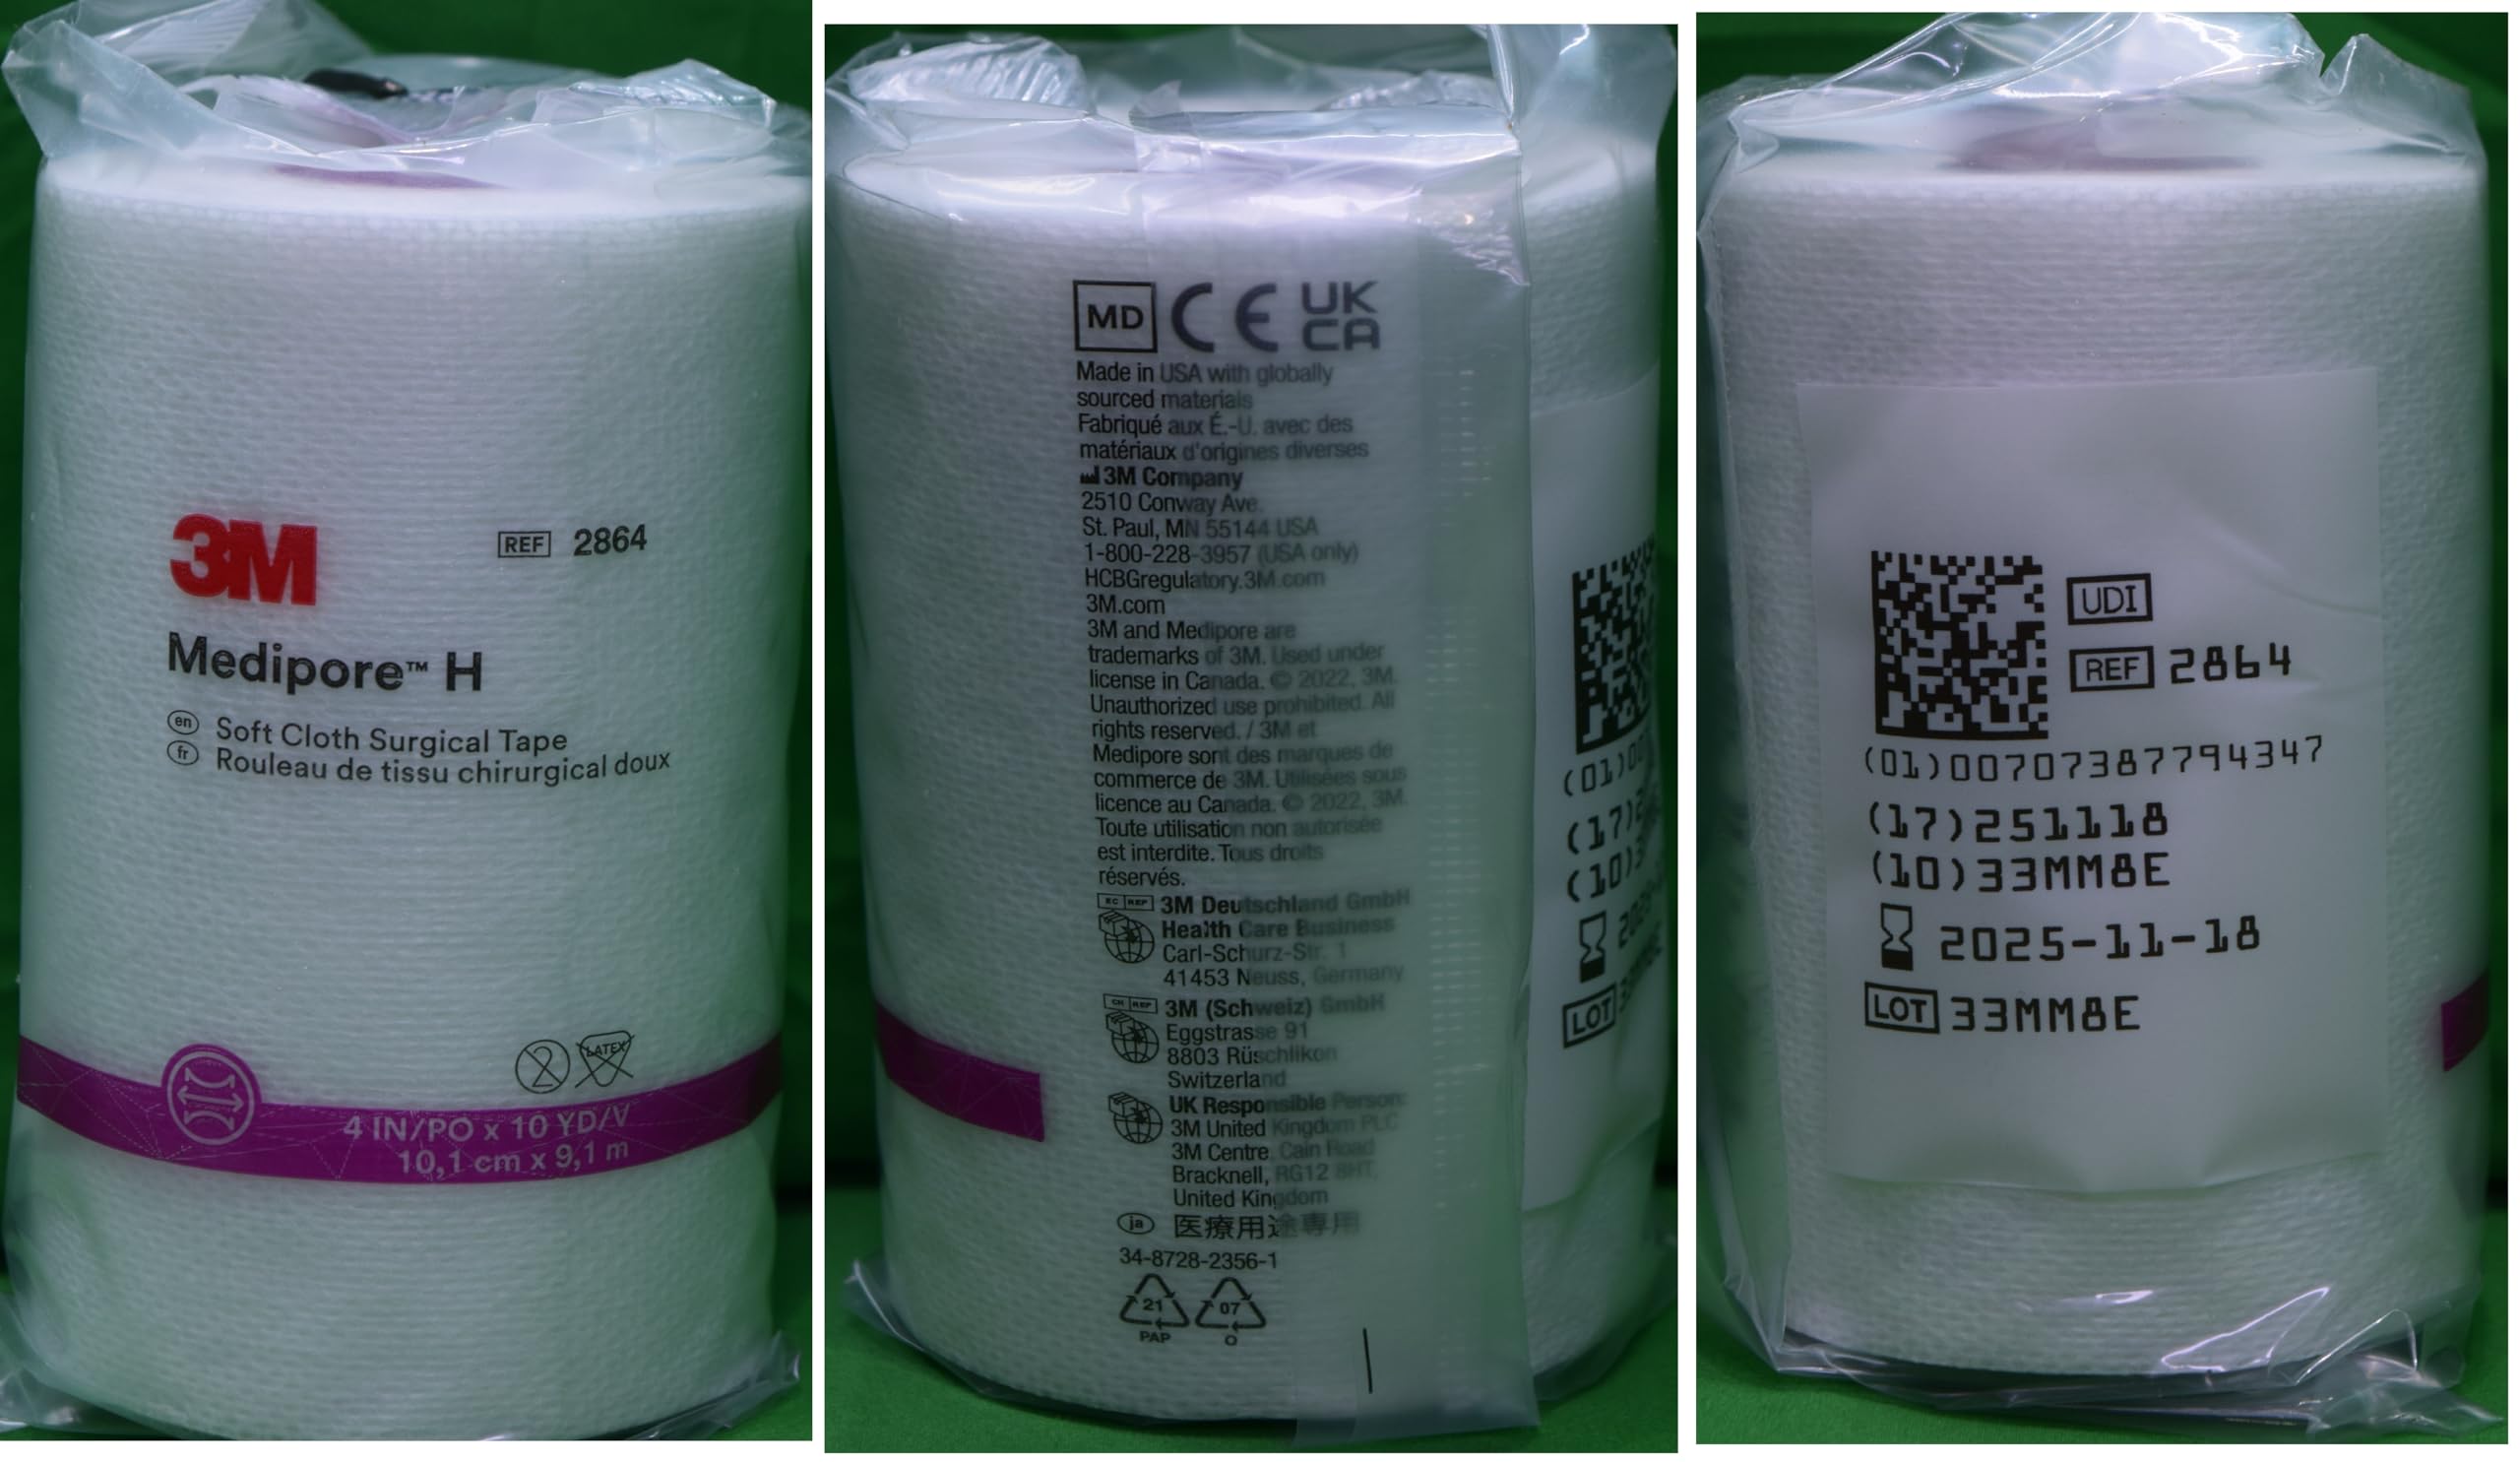 3M
REF 2864
Medipore™ H
en Soft Cloth Surgical Tape
fr Rouleau de tissu chirurgical doux
2 LATEX
4 IN/PO x 10 YD/V
10,1 cm x 9,1 m
MD CE UK CA
Made in USA with globally
sourced materials
Fabriqué aux É.-U. avec des
matériaux d'origines diverses
3M Company
2510 Conway Ave.
St. Paul, MN 55144 USA
1-800-228-3957 (USA only)
HCBGregulatory.3M.com
3M.com
3M and Medipore are
trademarks of 3M. Used under
license in Canada. © 2022, 3M.
Unauthorized use prohibited. All
rights reserved. / 3M et
Medipore sont des marques de
commerce de 3M. Utilisées sous
licence au Canada. © 2022, 3M.
Toute utilisation non autorisée
est interdite. Tous droits
réservés.
EC REP 3M Deutschland GmbH
Health Care Business
Carl-Schurz-Str. 1
41453 Neuss, Germany
CH REP 3M (Schweiz) GmbH
Eggstrasse 91
8803 Rüschlikon
Switzerland
UK Responsible Person:
3M United Kingdom PLC
3M Centre, Cain Road
Bracknell, RG12 8HT,
United Kingdom
ja 医療用途専用
34-8728-2356-1
21 07
PAP O
(01)00
(17)2
(10)3
LOT
UDI
REF 2864
(01)00707387794347
(17)251118
(10)33MM8E
2025-11-18
LOT 33MM8E